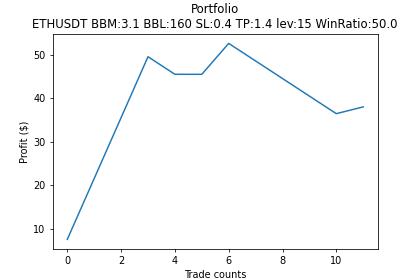 Portfolio
ETHUSDT BBM:3.1 BBL:160 SL:0.4 TP:1.4 lev:15 WinRatio:50.0
50
40
30
20
10
Profit ($)
0 2 4 6 8 10
Trade counts